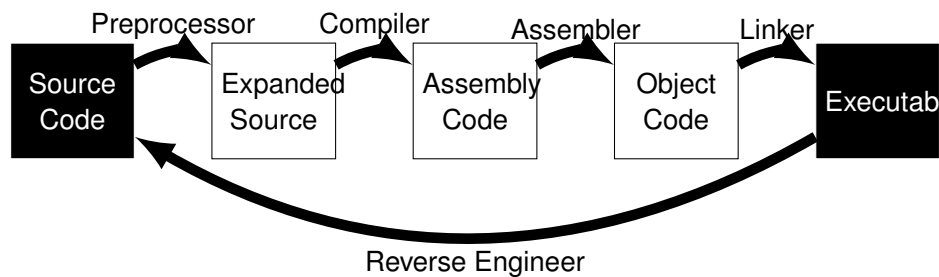 Preprocessor
Compiler
Assembler
Linker
Source
Code
Expanded
Source
Assembly
Code
Object
Code
Executab
Reverse Engineer